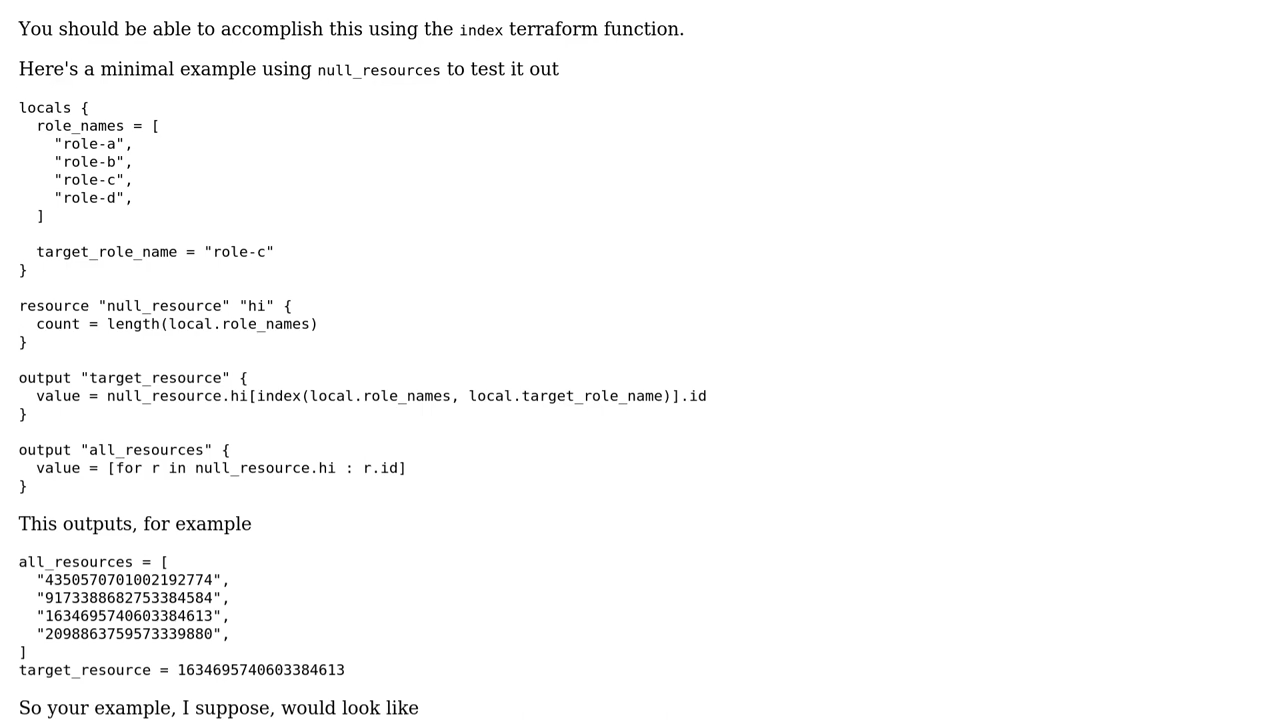 You should be able to accomplish this using the index terraform function.
Here's a minimal example using null_resources to test it out
locals {
  role_names = [
    "role-a",
    "role-b",
    "role-c",
    "role-d",
  ]
  target_role_name = "role-c"
}
resource "null_resource" "hi" {
  count = length(local.role_names)
}
output "target_resource" {
  value = null_resource.hi[index(local.role_names, local.target_role_name)].id
}
output "all_resources" {
  value = [for r in null_resource.hi : r.id]
}
This outputs, for example
all_resources = [
  "4350570701002192774",
  "9173388682753384584",
  "1634695740603384613",
  "2098863759573339880",
]
target_resource = 1634695740603384613
So your example, I suppose, would look like